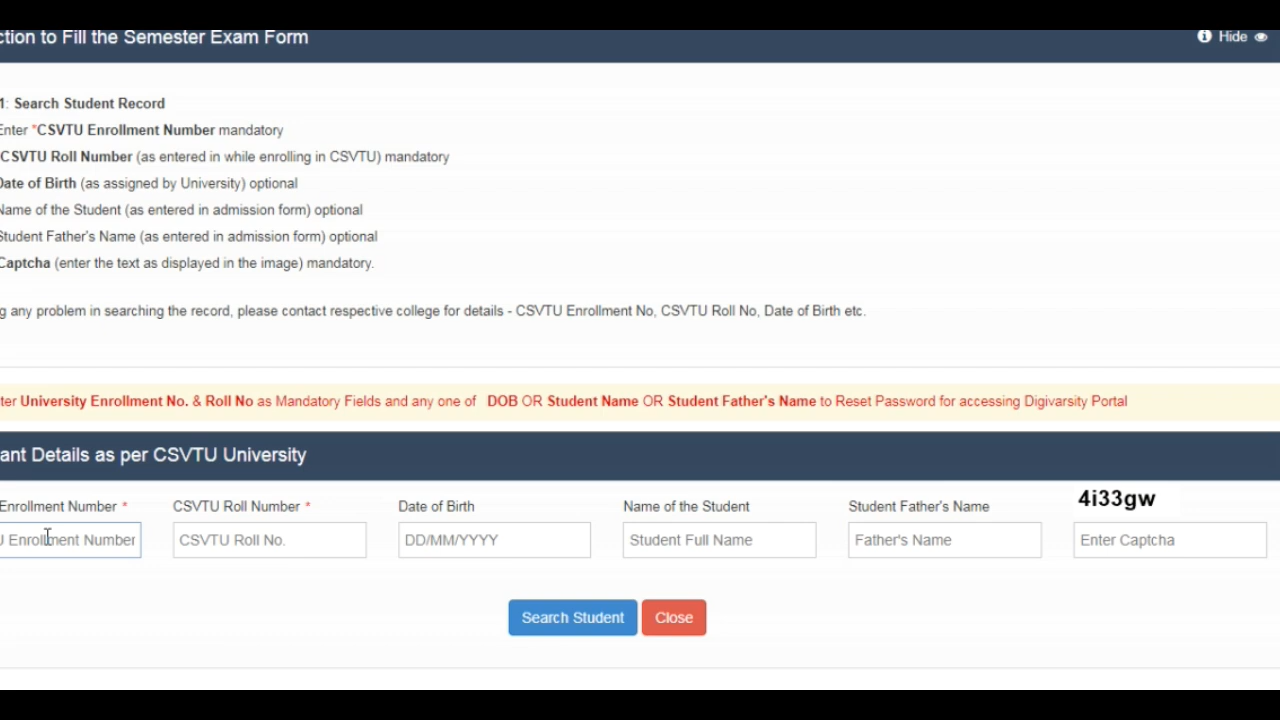 ction to Fill the Semester Exam Form
Hide
1: Search Student Record
Enter *CSVTU Enrollment Number mandatory
CSVTU Roll Number (as entered in while enrolling in CSVTU) mandatory
Date of Birth (as assigned by University) optional
Name of the Student (as entered in admission form) optional
Student Father's Name (as entered in admission form) optional
Captcha (enter the text as displayed in the image) mandatory.
g any problem in searching the record, please contact respective college for details - CSVTU Enrollment No, CSVTU Roll No, Date of Birth etc.
ter University Enrollment No. & Roll No as Mandatory Fields and any one of DOB OR Student Name OR Student Father's Name to Reset Password for accessing Digivarsity Portal
ant Details as per CSVTU University
Enrollment Number * CSVTU Roll Number * Date of Birth Name of the Student Student Father's Name 4i33gw
U Enrollment Number CSVTU Roll No. DD/MM/YYYY Student Full Name Father's Name Enter Captcha
Search Student Close